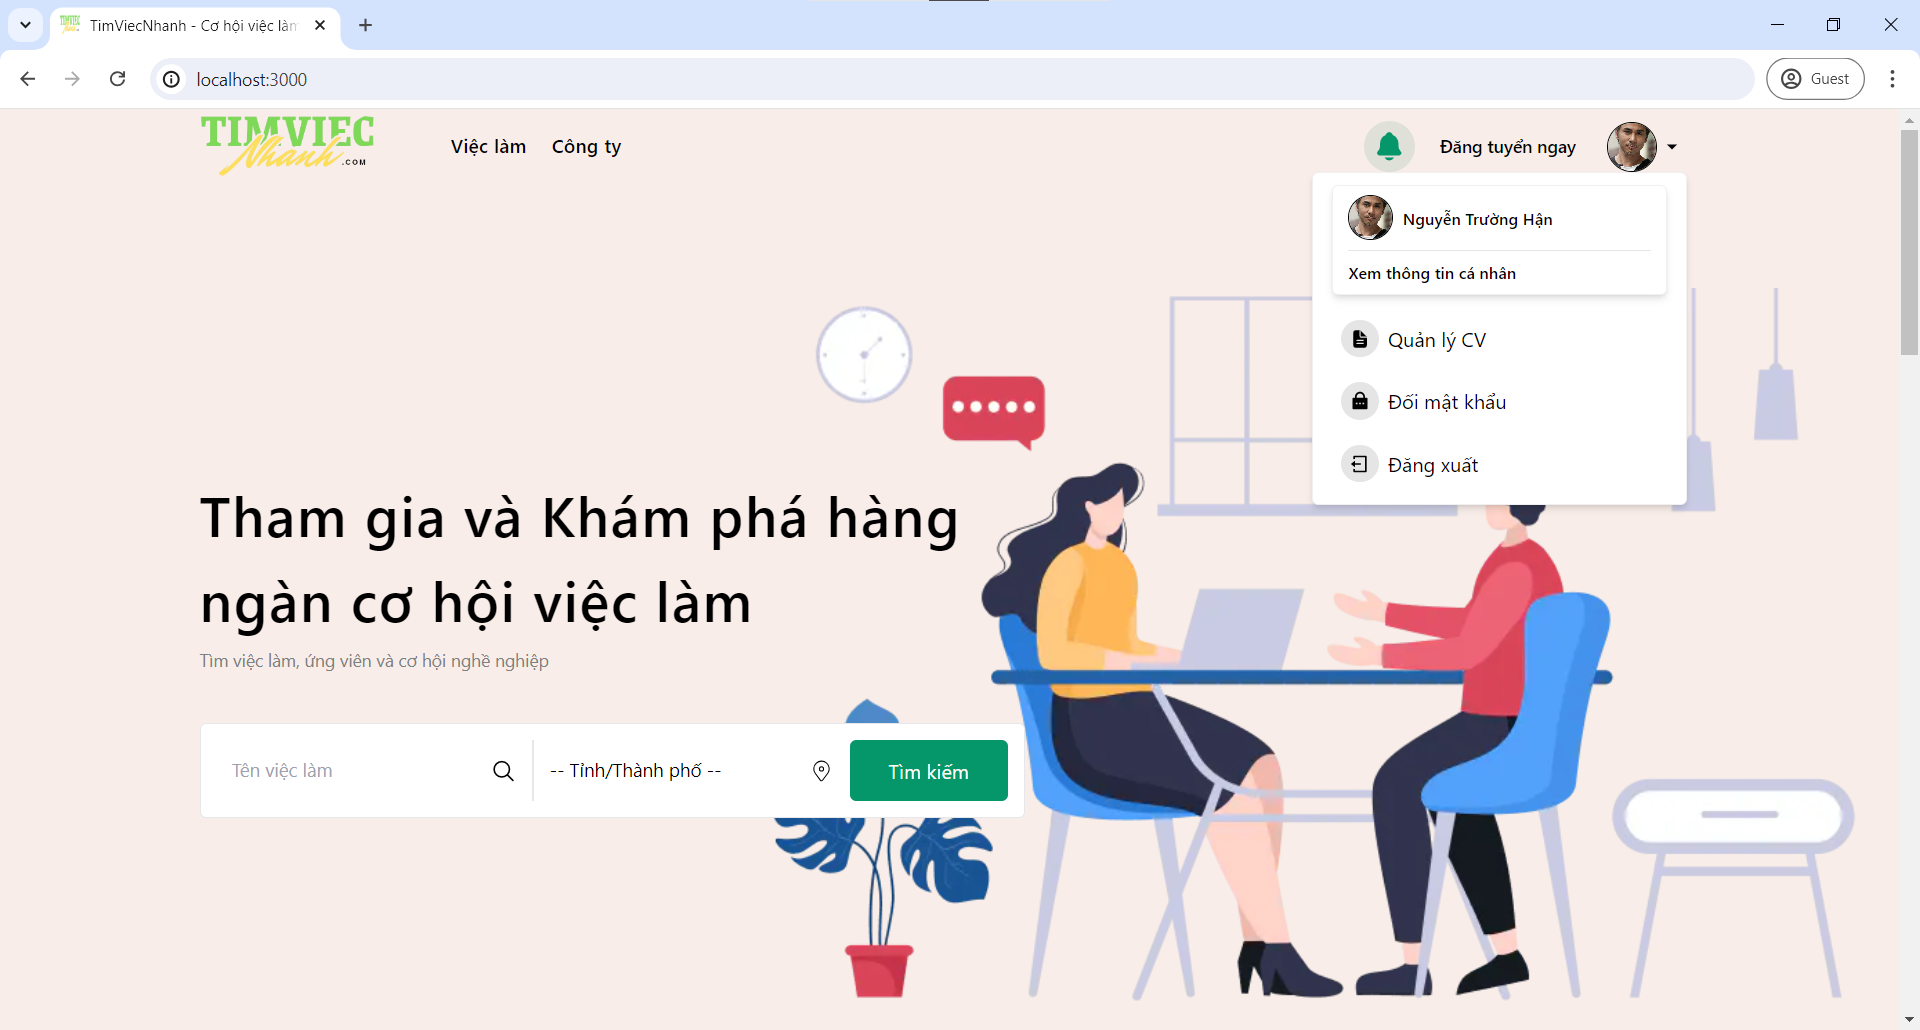 TimViecNhanh - Cơ hội việc làm
localhost:3000
Guest
TIMVIEC
Nhanh.COM
Việc làm
Công ty
Đăng tuyển ngay
Nguyễn Trường Hận
Xem thông tin cá nhân
Quản lý CV
Đối mật khẩu
Đăng xuất
Tham gia và Khám phá hàng
ngàn cơ hội việc làm
Tìm việc làm, ứng viên và cơ hội nghề nghiệp
Tên việc làm
-- Tỉnh/Thành phố --
Tìm kiếm